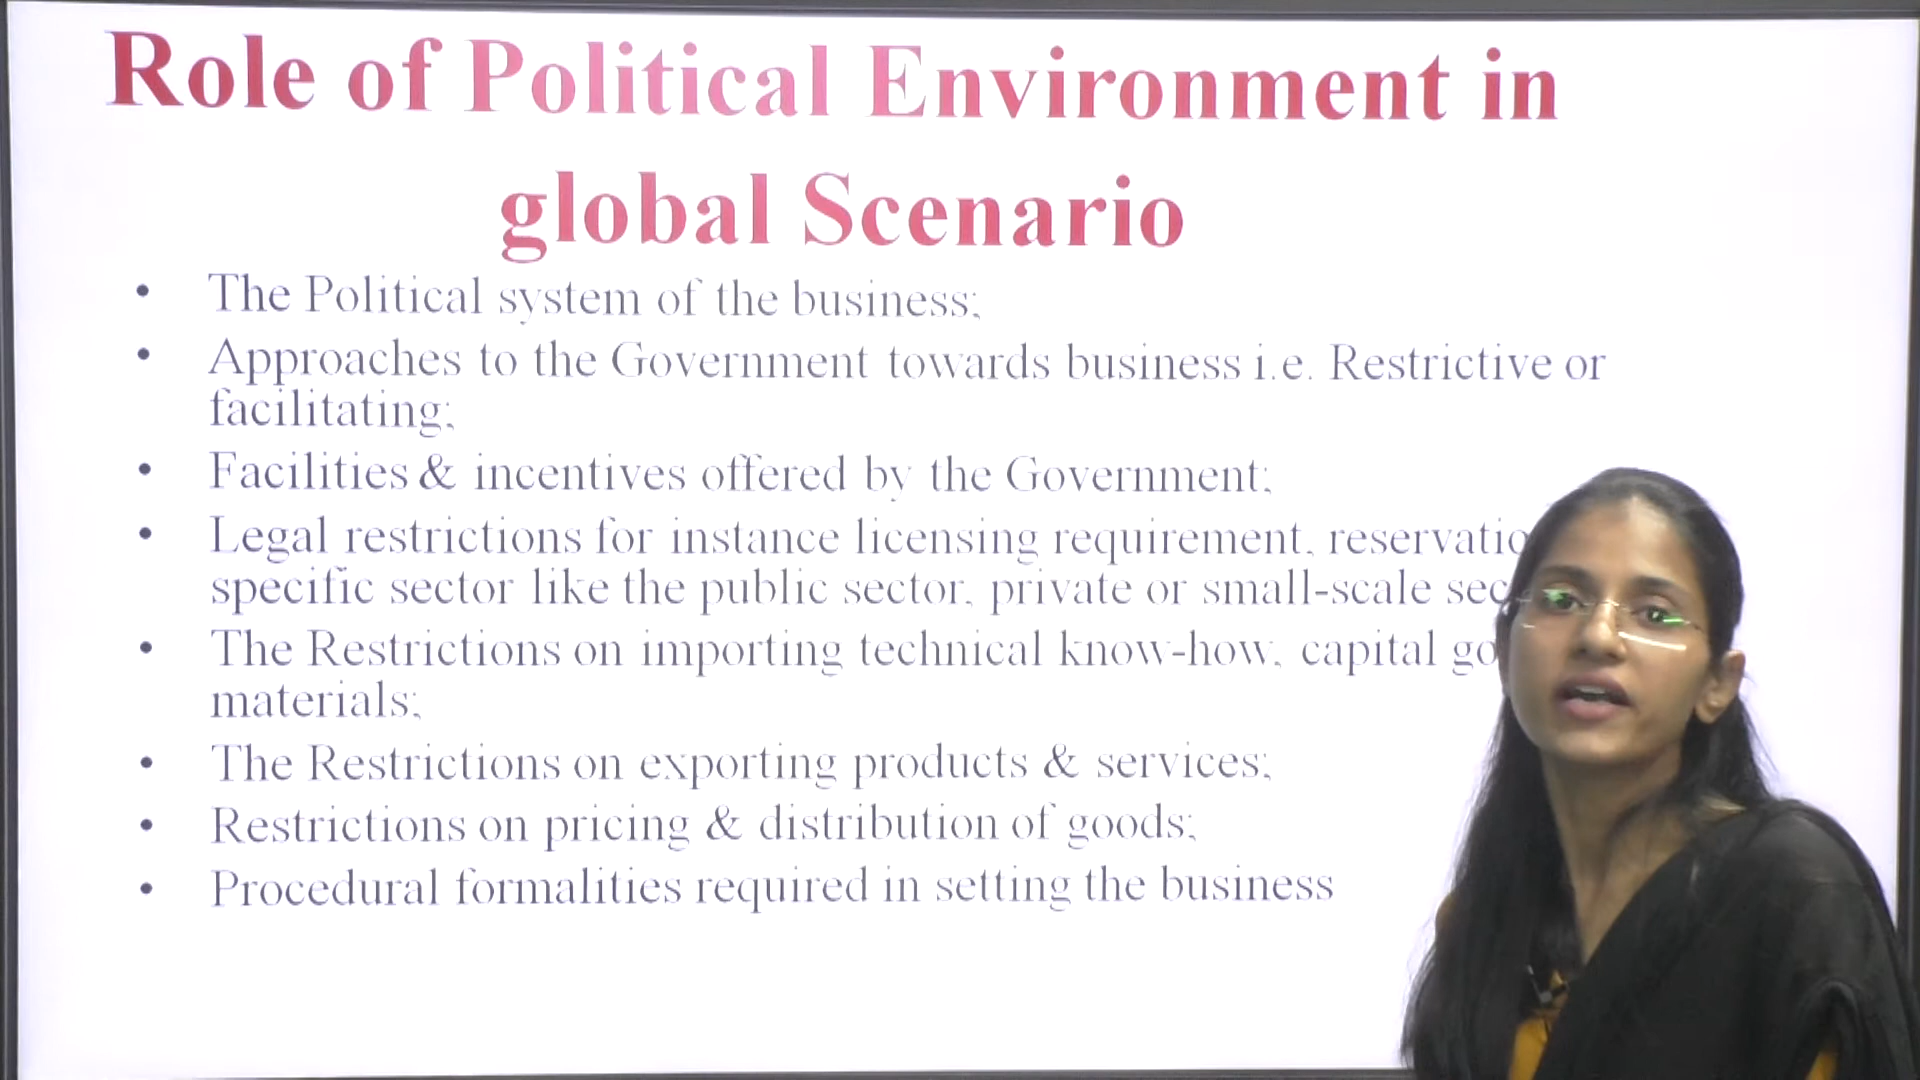 Role of Political Environment in
global Scenario
• The Political system of the business;
• Approaches to the Government towards business i.e. Restrictive or
facilitating;
• Facilities & incentives offered by the Government;
• Legal restrictions for instance licensing requirement, reservatio
specific sector like the public sector, private or small-scale sec
• The Restrictions on importing technical know-how, capital go
materials;
• The Restrictions on exporting products & services;
• Restrictions on pricing & distribution of goods;
• Procedural formalities required in setting the business